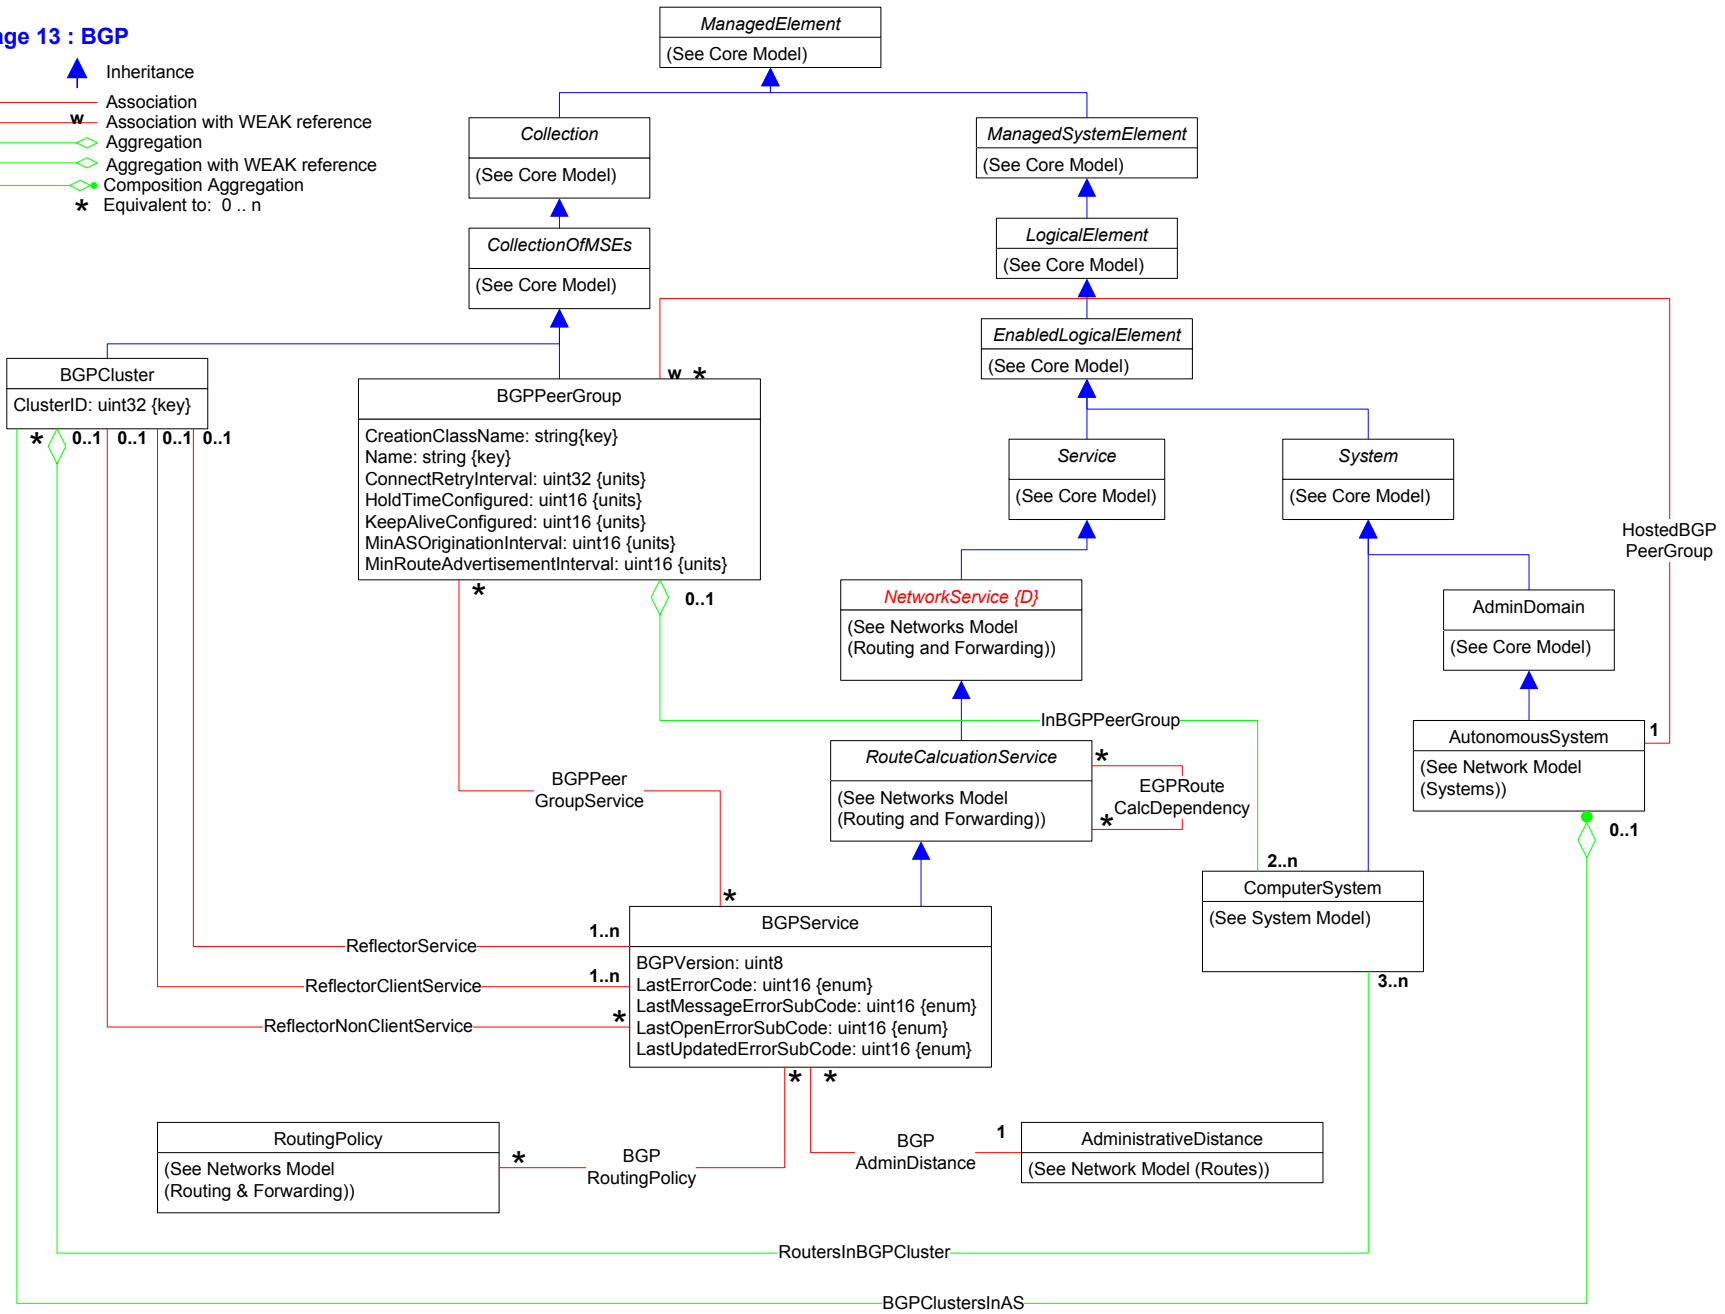 age 13 : BGP
Inheritance
Association
w Association with WEAK reference
Aggregation
Aggregation with WEAK reference
Composition Aggregation
* Equivalent to: 0 .. n
ManagedElement
(See Core Model)
Collection
(See Core Model)
ManagedSystemElement
(See Core Model)
CollectionOfMSEs
(See Core Model)
LogicalElement
(See Core Model)
EnabledLogicalElement
(See Core Model)
BGPCluster
ClusterID: uint32 {key}
* 0..1 0..1 0..1 0..1
w *
BGPPeerGroup
CreationClassName: string{key}
Name: string {key}
ConnectRetryInterval: uint32 {units}
HoldTimeConfigured: uint16 {units}
KeepAliveConfigured: uint16 {units}
MinASOriginationInterval: uint16 {units}
MinRouteAdvertisementInterval: uint16 {units}
* 0..1
Service
(See Core Model)
System
(See Core Model)
HostedBGP
PeerGroup
NetworkService {D}
(See Networks Model
(Routing and Forwarding))
AdminDomain
(See Core Model)
InBGPPeerGroup
AutonomousSystem
(See Network Model
(Systems))
1
0..1
RouteCalcuationService
(See Networks Model
(Routing and Forwarding))
*
EGPRoute
CalcDependency
*
BGPPeer
GroupService
*
2..n
ComputerSystem
(See System Model)
3..n
BGPService
BGPVersion: uint8
LastErrorCode: uint16 {enum}
LastMessageErrorSubCode: uint16 {enum}
LastOpenErrorSubCode: uint16 {enum}
LastUpdatedErrorSubCode: uint16 {enum}
ReflectorService 1..n
ReflectorClientService 1..n
ReflectorNonClientService *
* *
RoutingPolicy
(See Networks Model
(Routing & Forwarding))
*
BGP
RoutingPolicy
BGP
AdminDistance
1
AdministrativeDistance
(See Network Model (Routes))
RoutersInBGPCluster
BGPClustersInAS